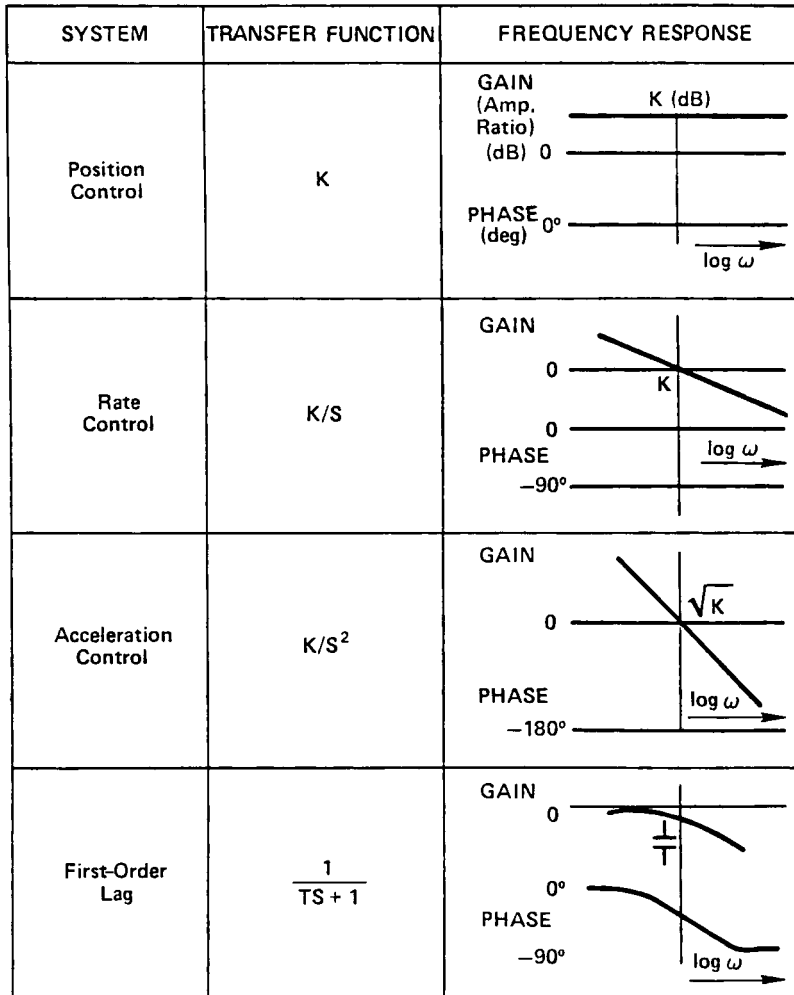 SYSTEM
TRANSFER FUNCTION
FREQUENCY RESPONSE
Position
Control
K
GAIN
(Amp,
Ratio)
(dB) 0
K (dB)
PHASE
(deg) 0°
log ω
Rate
Control
K/S
GAIN
0
K
0
PHASE
−90°
log ω
Acceleration
Control
K/S²
GAIN
0
√K
PHASE
−180°
log ω
First-Order
Lag
1
TS + 1
GAIN
0
0°
PHASE
−90°
log ω